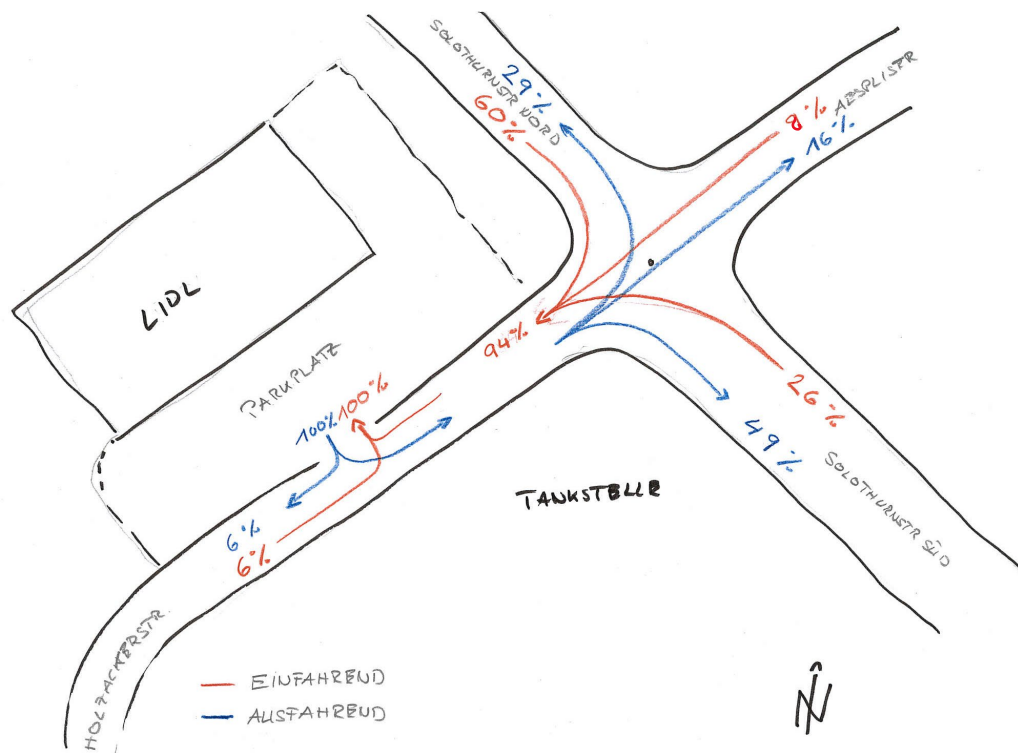 SOLOTHURNSTR NORD
29%
60%
8%
AESPLISTR
16%
LIDL
94%
PARKPLATZ
100%
100%
26%
49%
TANKSTELLE
SOLOTHURNSTR SÜD
6%
6%
HOLZACKERSTR.
EINFAHREND
AUSFAHREND
N